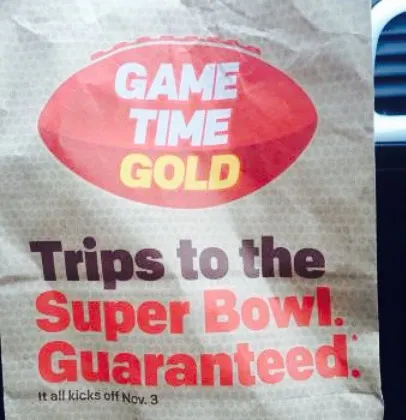 GAME
TIME
GOLD
Trips to the
Super Bowl.
Guaranteed.*
It all kicks off Nov. 3